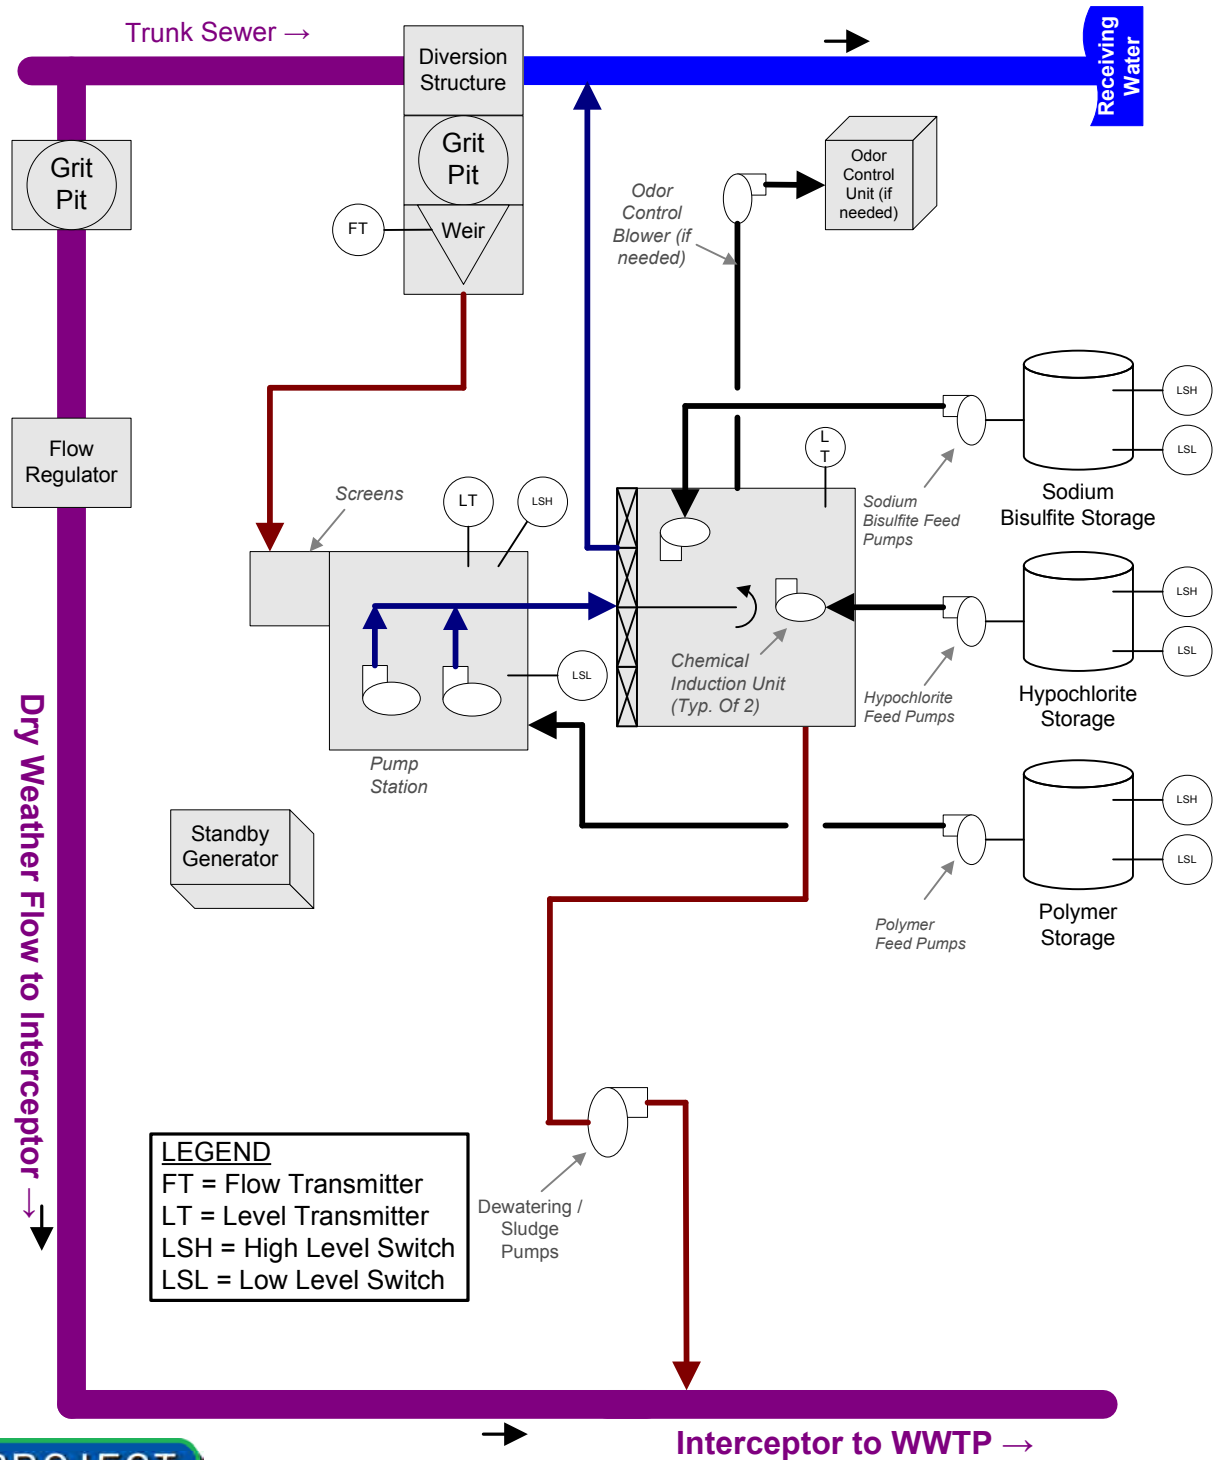 Trunk Sewer →
Diversion
Structure
Receiving
Water
Grit
Pit
Grit
Pit
Weir
FT
Odor
Control
Blower (if
needed)
Odor
Control
Unit (if
needed)
Flow
Regulator
Screens
LT
LSH
LSL
L
T
Sodium
Bisulfite Feed
Pumps
LSH
LSL
Sodium
Bisulfite Storage
Chemical
Induction Unit
(Typ. Of 2)
Hypochlorite
Feed Pumps
LSH
LSL
Hypochlorite
Storage
Pump
Station
Standby
Generator
LSH
LSL
Polymer
Feed Pumps
Polymer
Storage
Dry Weather Flow to Interceptor →
LEGEND
FT = Flow Transmitter
LT = Level Transmitter
LSH = High Level Switch
LSL = Low Level Switch
Dewatering /
Sludge
Pumps
Interceptor to WWTP →
PROJECT